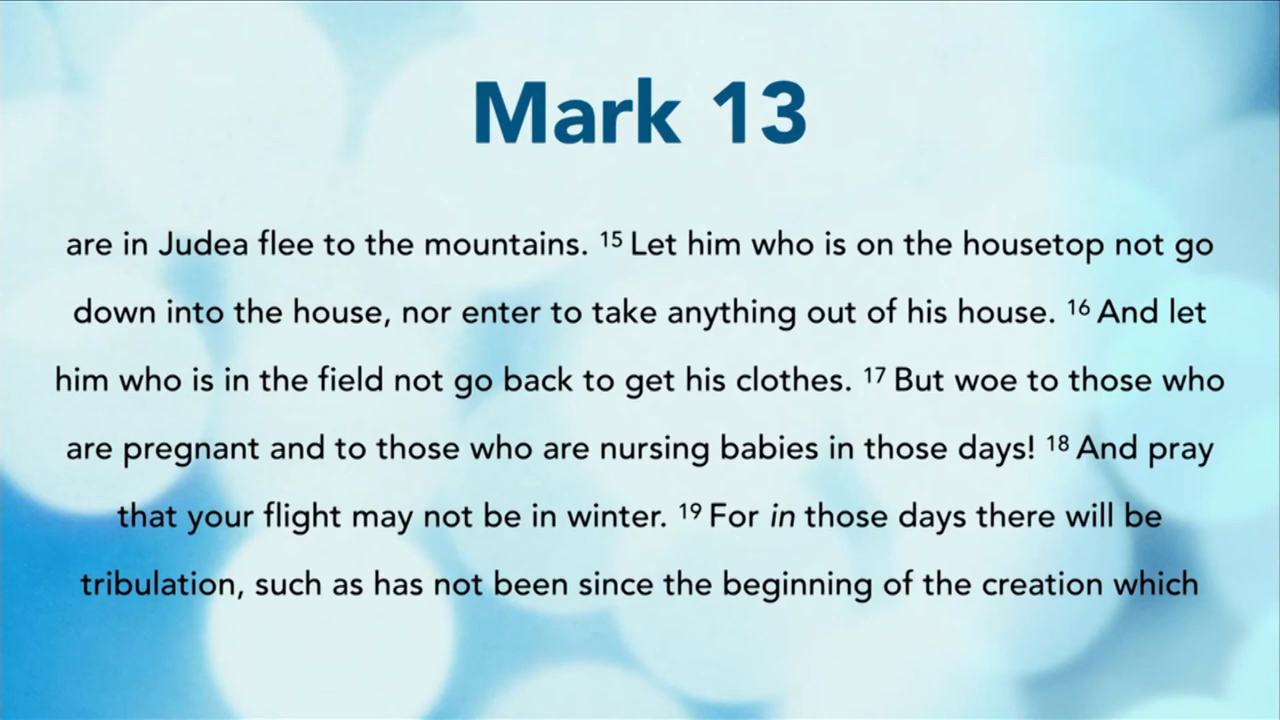 Mark 13
are in Judea flee to the mountains. 15 Let him who is on the housetop not go
down into the house, nor enter to take anything out of his house. 16 And let
him who is in the field not go back to get his clothes. 17 But woe to those who
are pregnant and to those who are nursing babies in those days! 18 And pray
that your flight may not be in winter. 19 For in those days there will be
tribulation, such as has not been since the beginning of the creation which